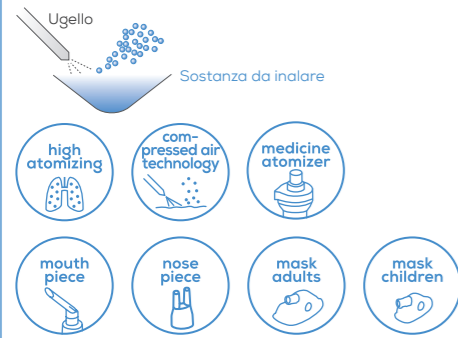 Ugello
Sostanza da inalare
high
atomizing
com-
pressed air
technology
medicine
atomizer
mouth
piece
nose
piece
mask
adults
mask
children